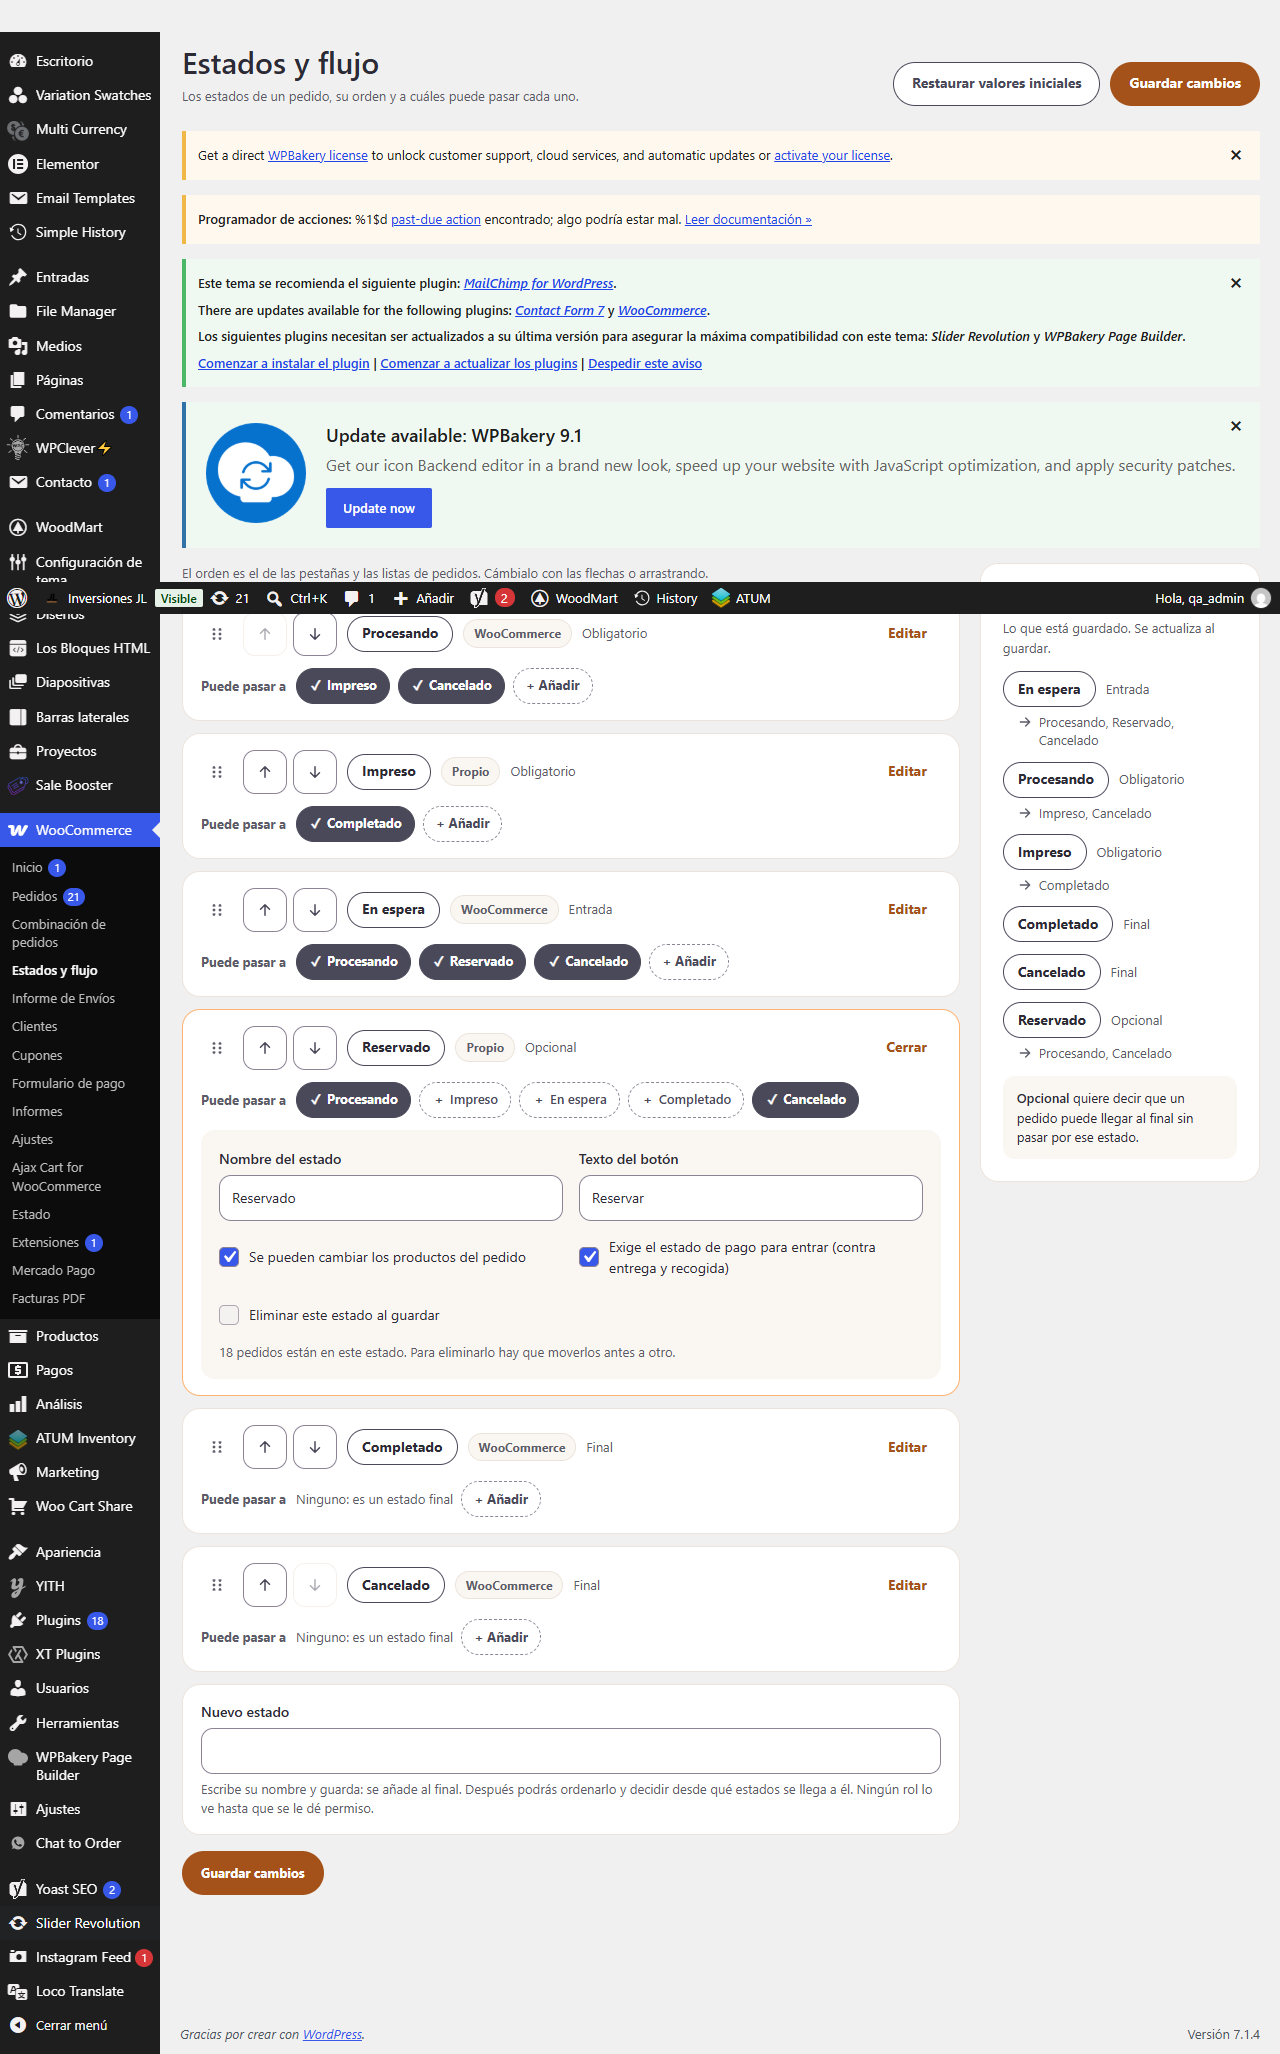 Escritorio
Variation Swatches
Multi Currency
Elementor
Email Templates
Simple History
Entradas
File Manager
Medios
Páginas
Comentarios 1
WPClever⚡
Contacto 1
WoodMart
Configuración de
Los Bloques HTML
Diapositivas
Barras laterales
Proyectos
Sale Booster
WooCommerce
Inicio 1
Pedidos 21
Combinación de
pedidos
Estados y flujo
Informe de Envíos
Clientes
Cupones
Formulario de pago
Informes
Ajustes
Ajax Cart for
WooCommerce
Estado
Extensiones 1
Mercado Pago
Facturas PDF
Productos
Pagos
Análisis
ATUM Inventory
Marketing
Woo Cart Share
Apariencia
YITH
Plugins 18
XT Plugins
Usuarios
Herramientas
WPBakery Page
Builder
Ajustes
Chat to Order
Yoast SEO 2
Slider Revolution
Instagram Feed 1
Loco Translate
Cerrar menú
Estados y flujo
Los estados de un pedido, su orden y a cuáles puede pasar cada uno.
Restaurar valores iniciales
Guardar cambios
Get a direct WPBakery license to unlock customer support, cloud services, and automatic updates or activate your license.
Programador de acciones: %1$d past-due action encontrado; algo podría estar mal. Leer documentación »
Este tema se recomienda el siguiente plugin: MailChimp for WordPress.
There are updates available for the following plugins: Contact Form 7 y WooCommerce.
Los siguientes plugins necesitan ser actualizados a su última versión para asegurar la máxima compatibilidad con este tema: Slider Revolution y WPBakery Page Builder.
Comenzar a instalar el plugin | Comenzar a actualizar los plugins | Despedir este aviso
Update available: WPBakery 9.1
Get our icon Backend editor in a brand new look, speed up your website with JavaScript optimization, and apply security patches.
Update now
El orden es el de las pestañas y las listas de pedidos. Cámbialo con las flechas o arrastrando.
Inversiones JL Visible 21 Ctrl+K 1 Añadir 2 WoodMart History ATUM Hola, qa_admin
Procesando WooCommerce Obligatorio Editar
Puede pasar a ✓ Impreso ✓ Cancelado + Añadir
Impreso Propio Obligatorio Editar
Puede pasar a ✓ Completado + Añadir
En espera WooCommerce Entrada Editar
Puede pasar a ✓ Procesando ✓ Reservado ✓ Cancelado + Añadir
Reservado Propio Opcional Cerrar
Puede pasar a ✓ Procesando + Impreso + En espera + Completado ✓ Cancelado
Nombre del estado Texto del botón
Reservado Reservar
Se pueden cambiar los productos del pedido
Exige el estado de pago para entrar (contra
entrega y recogida)
Eliminar este estado al guardar
18 pedidos están en este estado. Para eliminarlo hay que moverlos antes a otro.
Completado WooCommerce Final Editar
Puede pasar a Ninguno: es un estado final + Añadir
Cancelado WooCommerce Final Editar
Puede pasar a Ninguno: es un estado final + Añadir
Nuevo estado
Escribe su nombre y guarda: se añade al final. Después podrás ordenarlo y decidir desde qué estados se llega a él. Ningún rol lo
ve hasta que se le dé permiso.
Guardar cambios
Lo que está guardado. Se actualiza al
guardar.
En espera Entrada
→ Procesando, Reservado,
Cancelado
Procesando Obligatorio
→ Impreso, Cancelado
Impreso Obligatorio
→ Completado
Completado Final
Cancelado Final
Reservado Opcional
→ Procesando, Cancelado
Opcional quiere decir que un
pedido puede llegar al final sin
pasar por ese estado.
Gracias por crear con WordPress.
Versión 7.1.4